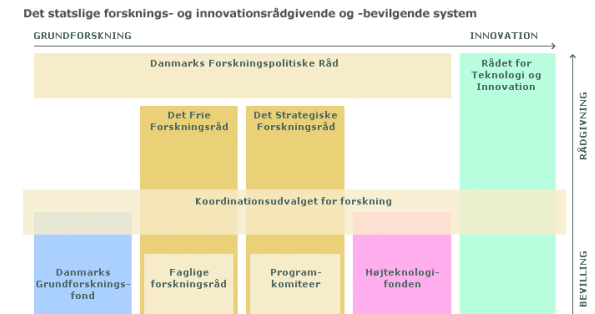 Det statslige forsknings- og innovationsrådgivende og -bevilgende system
GRUNDFORSKNING
INNOVATION
Danmarks Forskningspolitiske Råd
Rådet for
Teknologi og
Innovation
RÅDGIVNING
Det Frie
Forskningsråd
Det Strategiske
Forskningsråd
Koordinationsudvalget for forskning
Danmarks
Grundforsknings-
fond
Faglige
forskningsråd
Program-
komiteer
Højteknologi-
fonden
BEVILLING